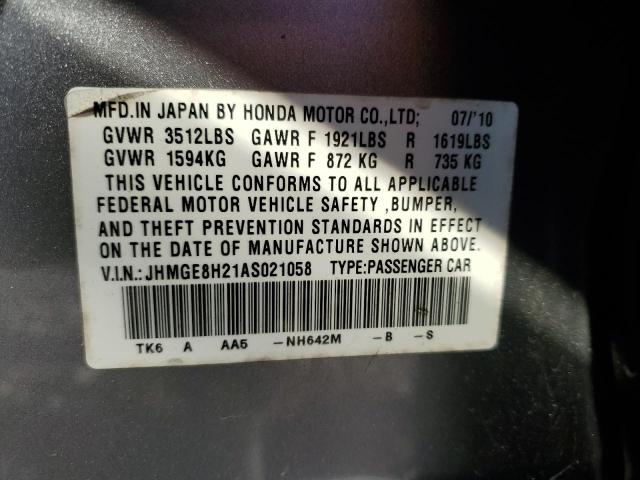 MFD.IN JAPAN BY HONDA MOTOR CO.,LTD; 07/'10
GVWR 3512LBS GAWR F 1921LBS R 1619LBS
GVWR 1594KG GAWR F 872 KG R 735 KG
THIS VEHICLE CONFORMS TO ALL APPLICABLE
FEDERAL MOTOR VEHICLE SAFETY ,BUMPER,
AND THEFT PREVENTION STANDARDS IN EFFECT
ON THE DATE OF MANUFACTURE SHOWN ABOVE.
V.I.N.: JHMGE8H21AS021058 TYPE:PASSENGER CAR
TK6 A AA5 -NH642M -B -S